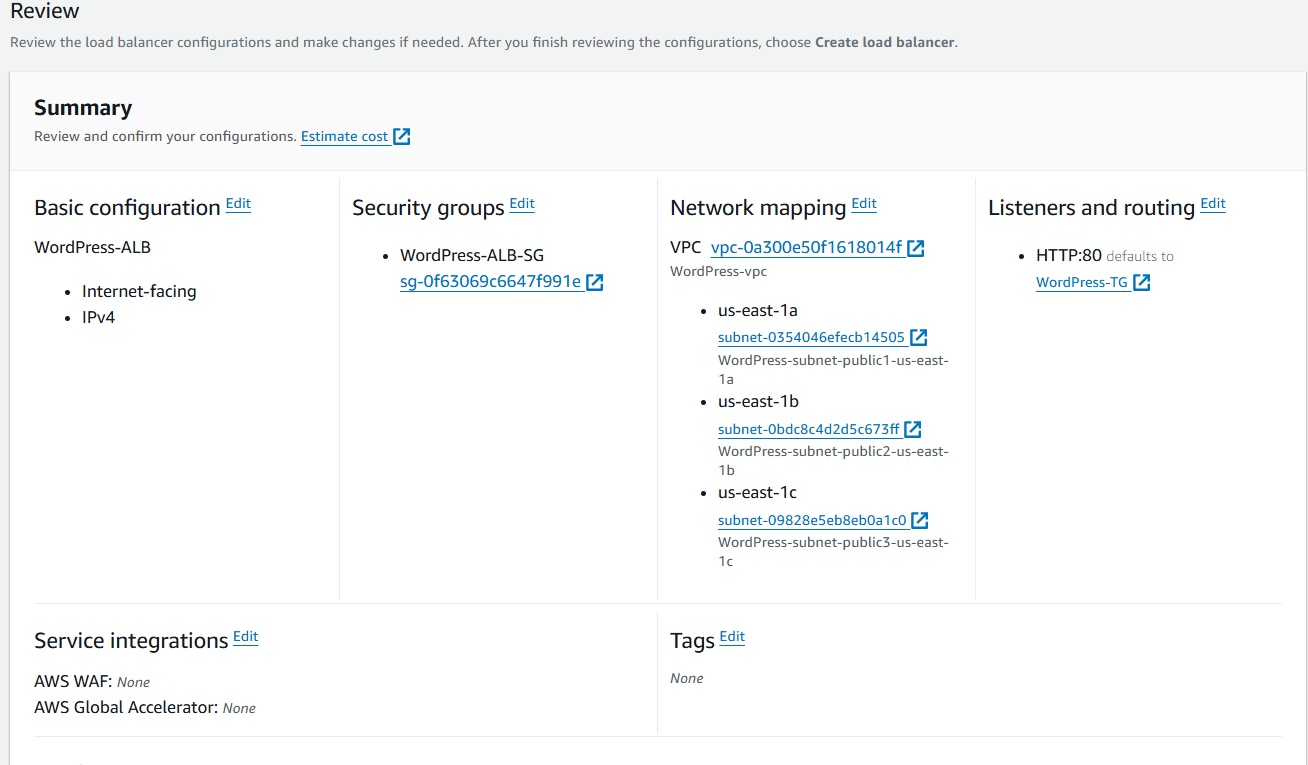 Review
Review the load balancer configurations and make changes if needed. After you finish reviewing the configurations, choose Create load balancer.
Summary
Review and confirm your configurations. Estimate cost
Basic configuration Edit
WordPress-ALB
Internet-facing
IPv4
Security groups Edit
WordPress-ALB-SG
sg-0f63069c6647f991e
Network mapping Edit
VPC vpc-0a300e50f1618014f
WordPress-vpc
us-east-1a
subnet-0354046efecb14505
WordPress-subnet-public1-us-east-
1a
us-east-1b
subnet-0bdc8c4d2d5c673ff
WordPress-subnet-public2-us-east-
1b
us-east-1c
subnet-09828e5eb8eb0a1c0
WordPress-subnet-public3-us-east-
1c
Listeners and routing Edit
HTTP:80 defaults to
WordPress-TG
Service integrations Edit
AWS WAF: None
AWS Global Accelerator: None
Tags Edit
None